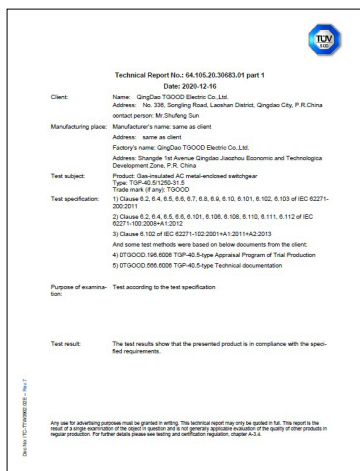 TÜV
SÜD
Technical Report No.: 64.105.20.30683.01 part 1
Date: 2020-12-16
Client: Name: QingDao TGOOD Electric Co.,Ltd.
Address: No. 336, Songling Road, Laoshan District, Qingdao City, P.R.China
contact person: Mr.Shufeng Sun
Manufacturing place: Manufacturer's name: same as client
Address: same as client
Factory's name: QingDao TGOOD Electric Co.,Ltd.
Address: Shangde 1st Avenue Qingdao Jiaozhou Economic and Technologica
Development Zone, P.R. China
Test subject: Product: Gas-insulated AC metal-enclosed switchgear
Type: TGP-40.5/1250-31.5
Trade mark (if any): TGOOD
Test specification: 1) Clause 6.2, 6.4, 6.5, 6.6, 6.7, 6.8, 6.9, 6.10, 6.101, 6.102, 6.103 of IEC 62271-
200:2011
2) Clause 6.2, 6.4, 6.5, 6.6, 6.101, 6.106, 6.108, 6.110, 6.111, 6.112 of IEC
62271-100:2008+A1:2012
3) Clause 6.102 of IEC 62271-102:2001+A1:2011+A2:2013
And some test methods were based on below documents from the client:
4) 0TGOOD.196.6006 TGP-40.5-type Appraisal Program of Trial Production
5) 0TGOOD.566.6006 TGP-40.5-type Technical documentation
Purpose of examina- Test according to the test specification
tion:
Test result: The test results show that the presented product is in compliance with the speci-
fied requirements.
Any use for advertising purposes must be granted in writing. This technical report may only be quoted in full. This report is the
result of a single examination of the object in question and is not generally applicable evaluation of the quality of other products in
regular production. For further details please see testing and certification regulation, chapter A-3.4.